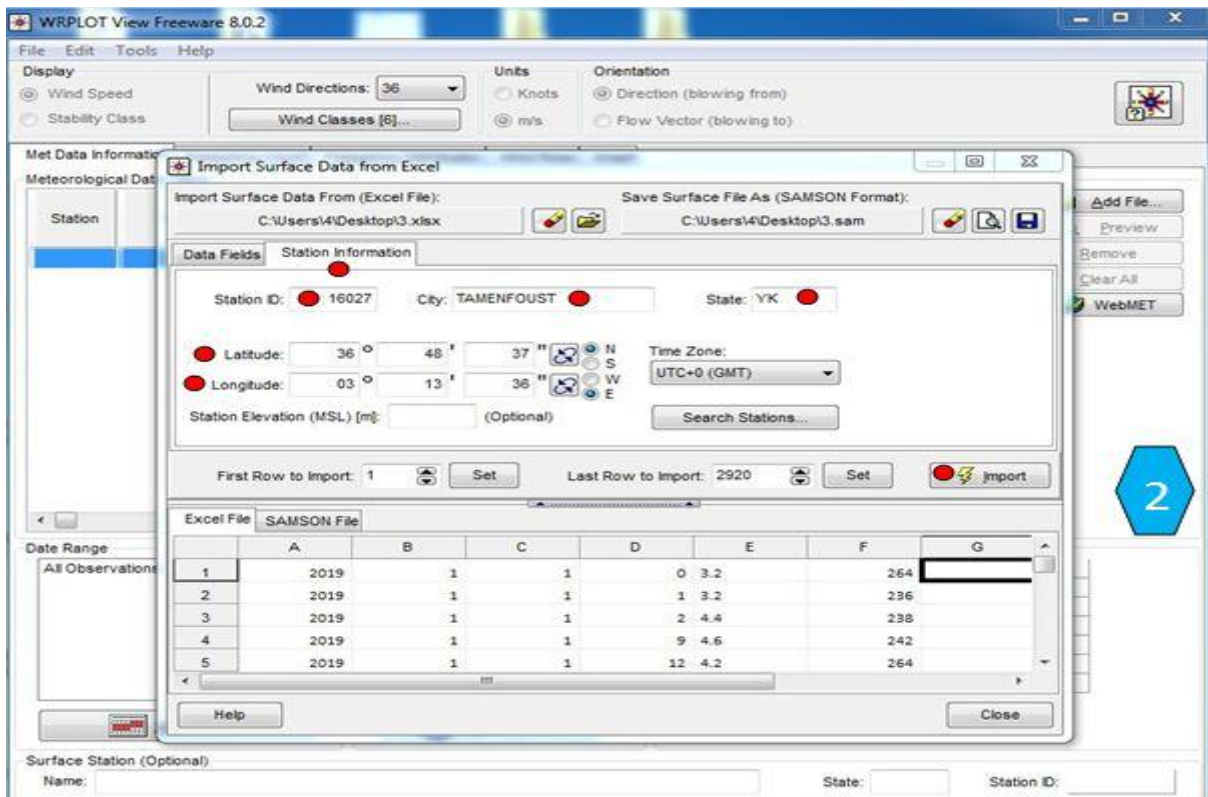 WRPLOT View Freeware 8.0.2
File Edit Tools Help
Display
Wind Speed
Stability Class
Wind Directions: 36
Wind Classes [6]...
Units
Knots
m/s
Orientation
Direction (blowing from)
Flow Vector (blowing to)
Met Data Informatio
Meteorological Dat
Station
Add File...
Preview
Remove
Clear All
WebMET
Import Surface Data from Excel
Import Surface Data From (Excel File):
C:\Users\4\Desktop\3.xlsx
Save Surface File As (SAMSON Format):
C:\Users\4\Desktop\3.sam
Data Fields Station Information
Station ID: 16027 City: TAMENFOUST State: YK
Latitude: 36 ° 48 ' 37 " N S
Longitude: 03 ° 13 ' 36 " W E
Time Zone:
UTC+0 (GMT)
Station Elevation (MSL) [m]: (Optional) Search Stations...
First Row to Import: 1 Set Last Row to Import: 2920 Set Import
2
Excel File SAMSON File
A B C D E F G
1 2019 1 1 0 3.2 264
2 2019 1 1 1 3.2 236
3 2019 1 1 2 4.4 238
4 2019 1 1 9 4.6 242
5 2019 1 1 12 4.2 264
Help Close
Date Range
All Observations
Surface Station (Optional)
Name: State: Station ID: